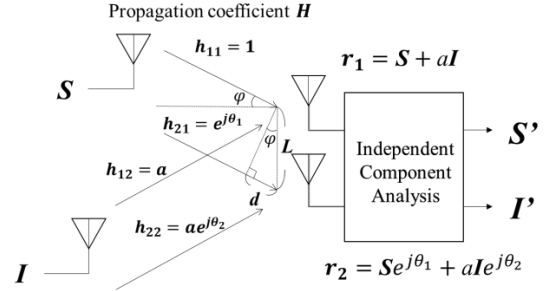 Propagation coefficient H
h₁₁ = 1
r₁ = S + aI
S
φ
h₂₁ = e^{jθ₁}
φ
L
h₁₂ = a
d
Independent
Component
Analysis
S'
I'
h₂₂ = ae^{jθ₂}
I
r₂ = Se^{jθ₁} + aIe^{jθ₂}